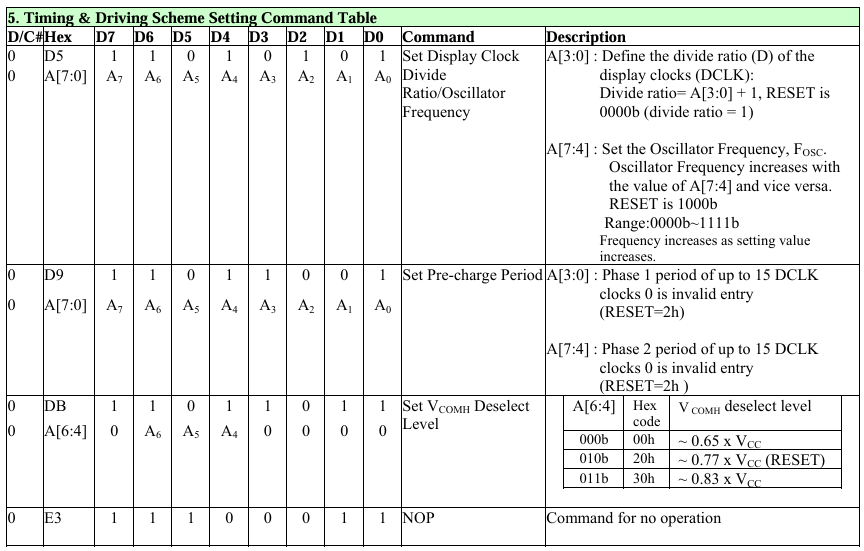 5. Timing & Driving Scheme Setting Command Table
D/C# Hex D7 D6 D5 D4 D3 D2 D1 D0 Command Description
0 D5 1 1 0 1 0 1 0 1 Set Display Clock
0 A[7:0] A7 A6 A5 A4 A3 A2 A1 A0 Divide
Ratio/Oscillator
Frequency
A[3:0] : Define the divide ratio (D) of the
display clocks (DCLK):
Divide ratio= A[3:0] + 1, RESET is
0000b (divide ratio = 1)
A[7:4] : Set the Oscillator Frequency, FOSC.
Oscillator Frequency increases with
the value of A[7:4] and vice versa.
RESET is 1000b
Range:0000b~1111b
Frequency increases as setting value
increases.
0 D9 1 1 0 1 1 0 0 1 Set Pre-charge Period
0 A[7:0] A7 A6 A5 A4 A3 A2 A1 A0
A[3:0] : Phase 1 period of up to 15 DCLK
clocks 0 is invalid entry
(RESET=2h)
A[7:4] : Phase 2 period of up to 15 DCLK
clocks 0 is invalid entry
(RESET=2h )
0 DB 1 1 0 1 1 0 1 1 Set VCOMH Deselect
0 A[6:4] 0 A6 A5 A4 0 0 0 0 Level
A[6:4] Hex V COMH deselect level
code
000b 00h ~ 0.65 x VCC
010b 20h ~ 0.77 x VCC (RESET)
011b 30h ~ 0.83 x VCC
0 E3 1 1 1 0 0 0 1 1 NOP Command for no operation